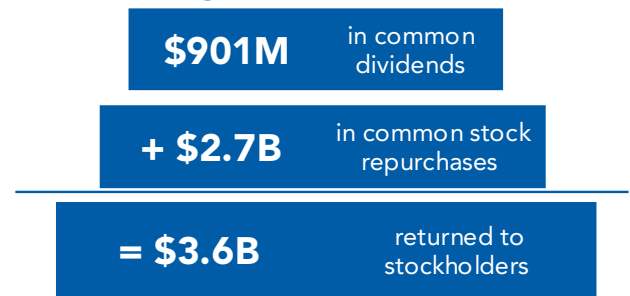 $901M in common
dividends
+ $2.7B in common stock
repurchases
= $3.6B returned to
stockholders